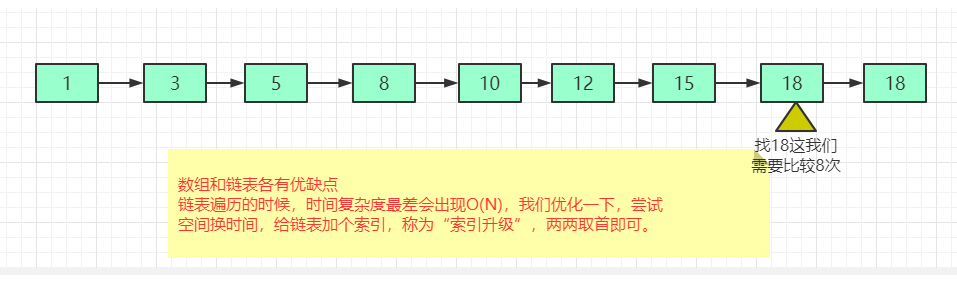 1 3 5 8 10 12 15 18 18
找18这我们
需要比较8次
数组和链表各有优缺点
链表遍历的时候，时间复杂度最差会出现O(N)，我们优化一下，尝试
空间换时间，给链表加个索引，称为“索引升级”，两两取首即可。